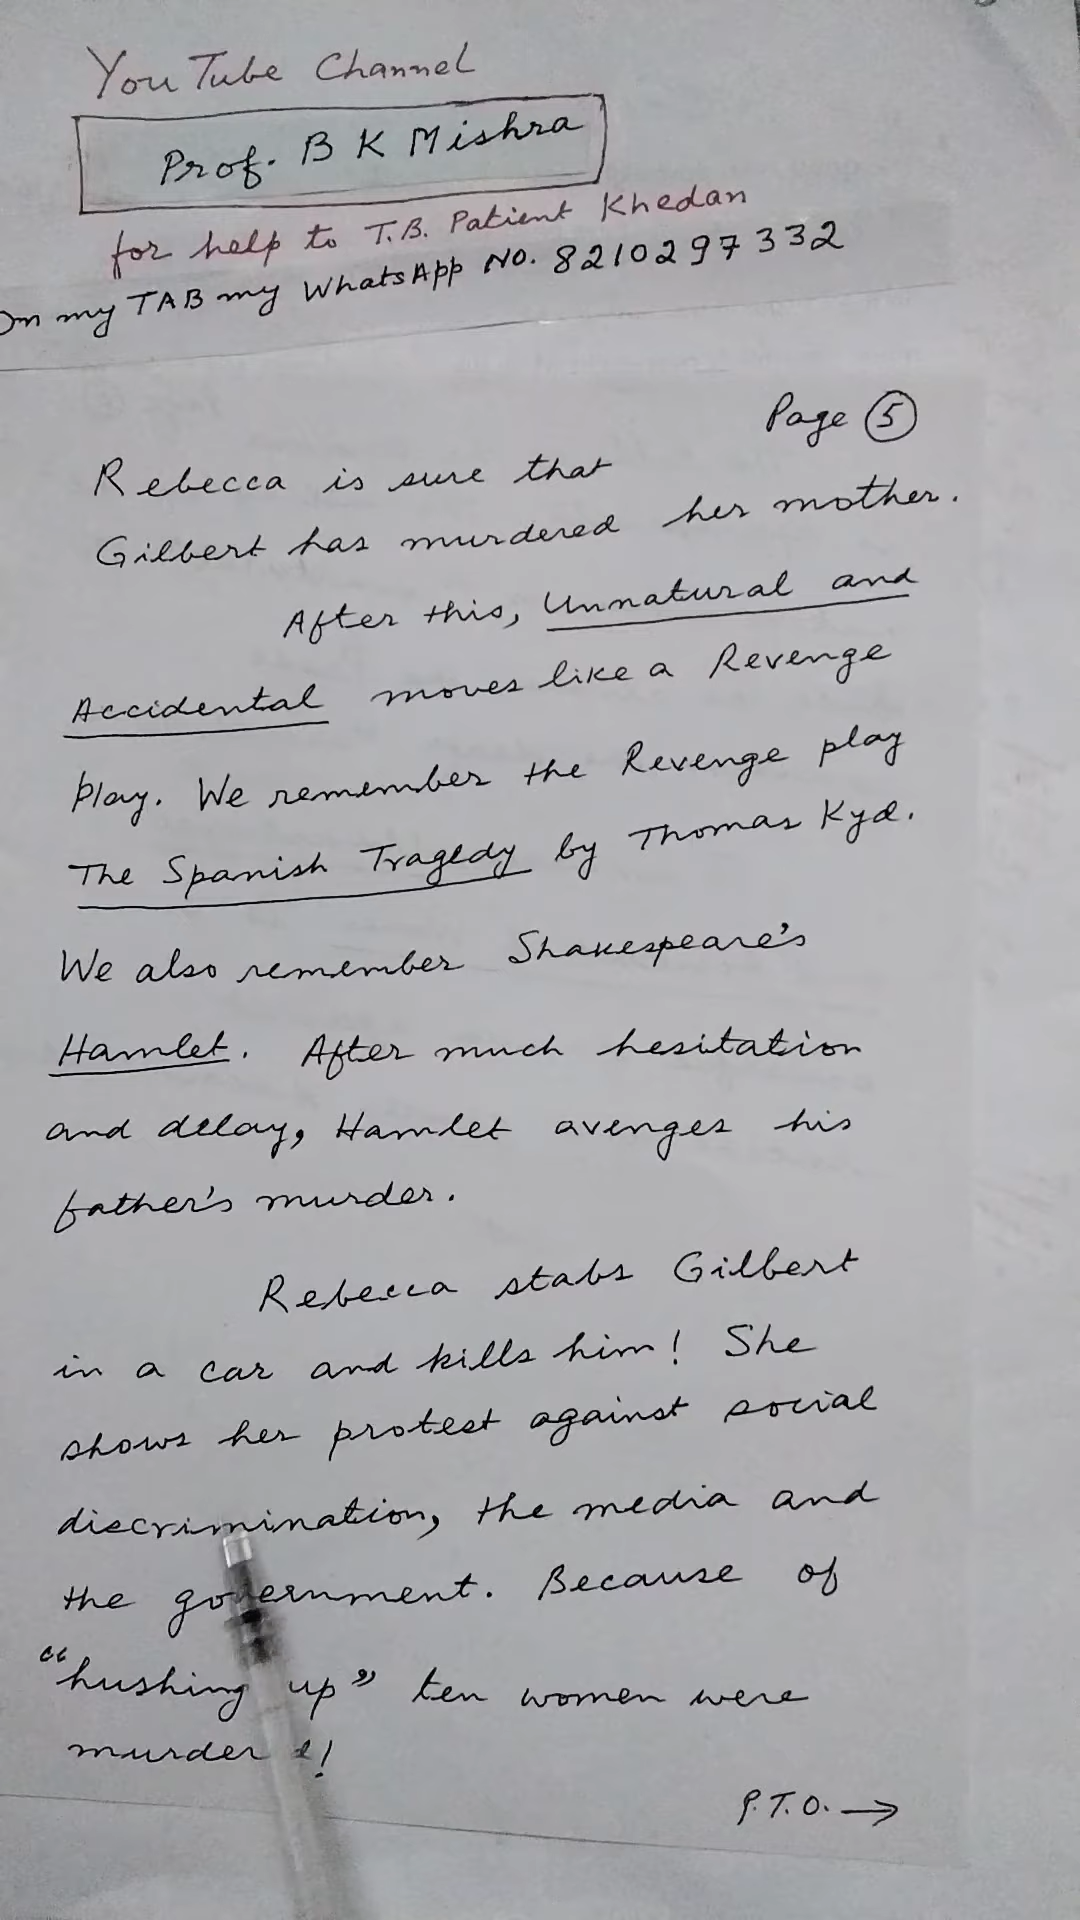 YouTube Channel
Prof. B K Mishra
for help to T.B. Patient Khedan
On my TAB my WhatsApp NO. 8210297332
Page 5
Rebecca is sure that
Gilbert has murdered her mother.
After this, Unnatural and
Accidental moves like a Revenge
play. We remember the Revenge play
The Spanish Tragedy by Thomas Kyd.
We also remember Shakespeare's
Hamlet. After much hesitation
and delay, Hamlet avenges his
father's murder.
Rebecca stabs Gilbert
in a car and kills him! She
shows her protest against social
discrimination, the media and
the government. Because of
"hushing up" ten women were
!
P.T.O. →